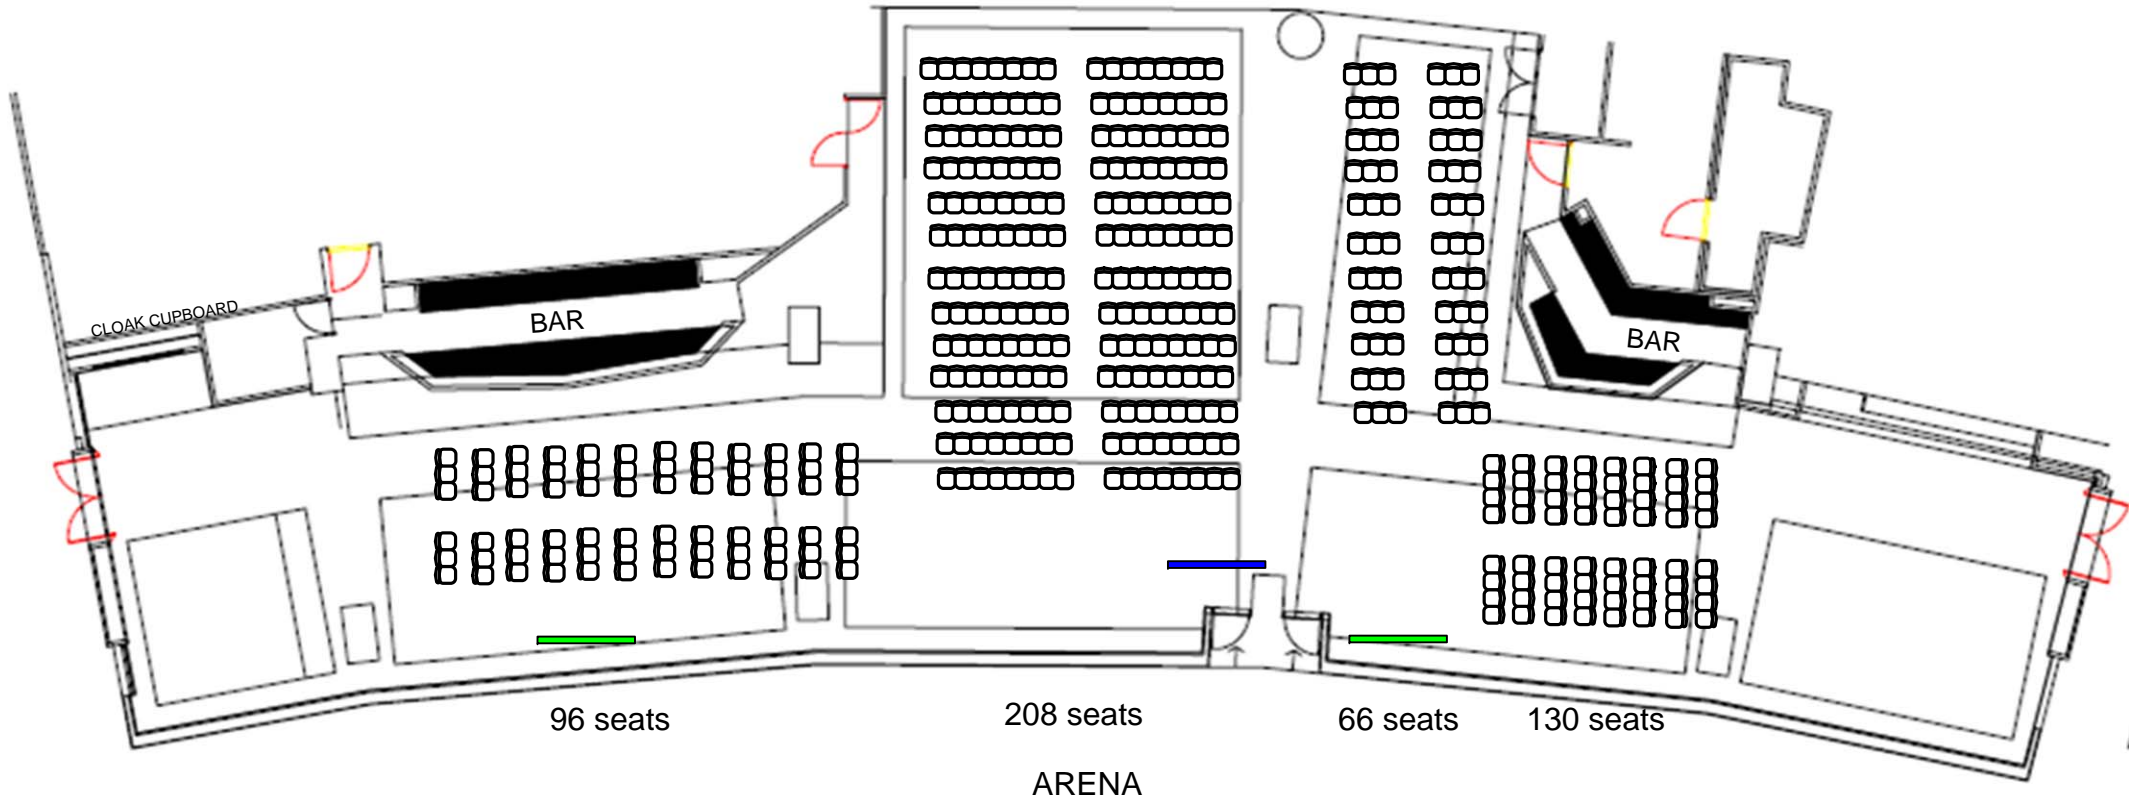 CLOAK CUPBOARD
BAR
BAR
96 seats
208 seats
66 seats
130 seats
ARENA